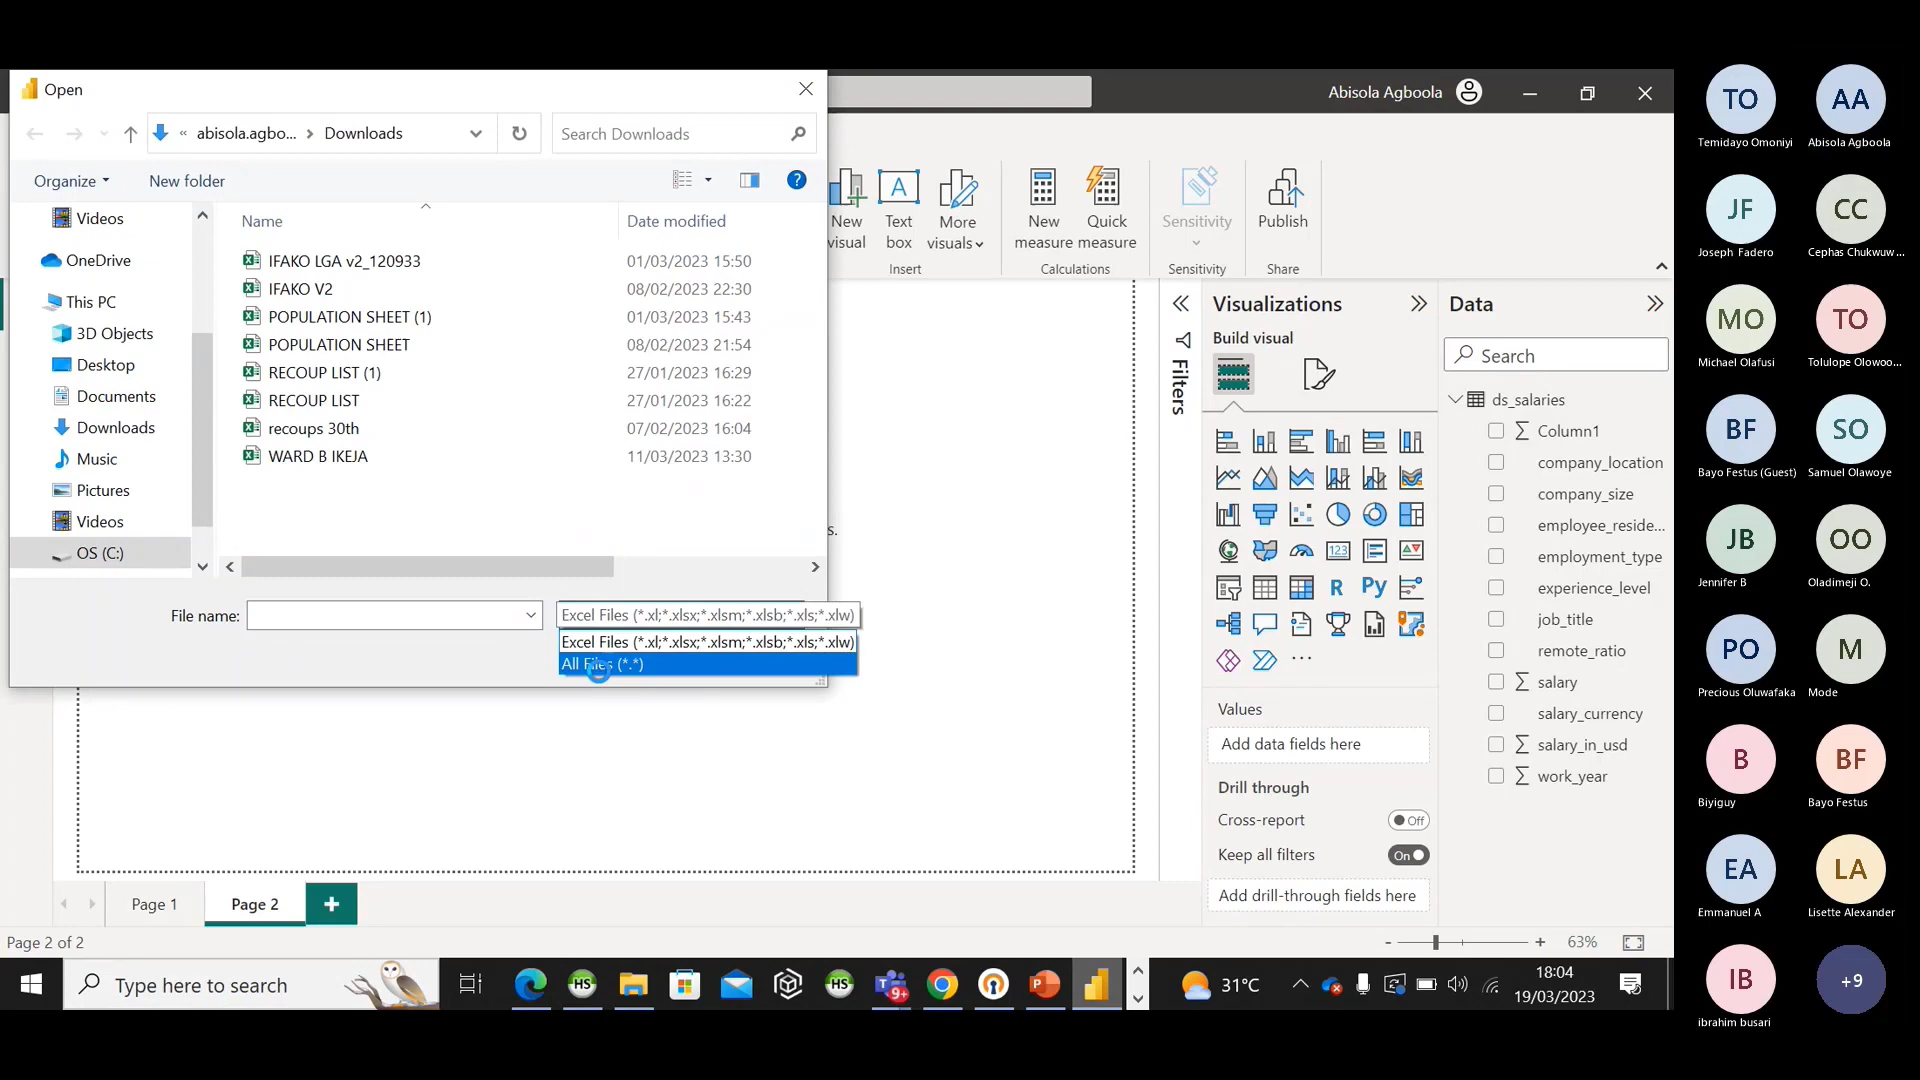 Open
abisola.agbo... > Downloads
Search Downloads
Organize
New folder
Name
Date modified
Videos
OneDrive
This PC
3D Objects
Desktop
Documents
Downloads
Music
Pictures
Videos
OS (C:)
IFAKO LGA v2_120933 01/03/2023 15:50
IFAKO V2 08/02/2023 22:30
POPULATION SHEET (1) 01/03/2023 15:43
POPULATION SHEET 08/02/2023 21:54
RECOUP LIST (1) 27/01/2023 16:29
RECOUP LIST 27/01/2023 16:22
recoups 30th 07/02/2023 16:04
WARD B IKEJA 11/03/2023 13:30
File name:
Excel Files (*.xl;*.xlsx;*.xlsm;*.xlsb;*.xls;*.xlw)
Excel Files (*.xl;*.xlsx;*.xlsm;*.xlsb;*.xls;*.xlw)
All Files (*.*)
Abisola Agboola
New visual
Text box
More visuals
Insert
New measure
Quick measure
Calculations
Sensitivity
Sensitivity
Publish
Share
s.
Filters
Visualizations
Build visual
123
R
Py
...
Values
Add data fields here
Drill through
Cross-report
Off
Keep all filters
On
Add drill-through fields here
Data
Search
ds_salaries
Column1
company_location
company_size
employee_reside...
employment_type
experience_level
job_title
remote_ratio
salary
salary_currency
salary_in_usd
work_year
Page 1
Page 2
Page 2 of 2
63%
Type here to search
HS
9+
HS
31°C
18:04
19/03/2023
TO
Temidayo Omoniyi
AA
Abisola Agboola
JF
Joseph Fadero
CC
Cephas Chukwuw...
MO
Michael Olafusi
TO
Tolulope Olowoo...
BF
Bayo Festus (Guest)
SO
Samuel Olawoye
JB
Jennifer B
OO
Oladimeji O.
PO
Precious Oluwafaka
M
Mode
B
Biyiguy
BF
Bayo Festus
EA
Emmanuel A
LA
Lisette Alexander
IB
ibrahim busari
+9